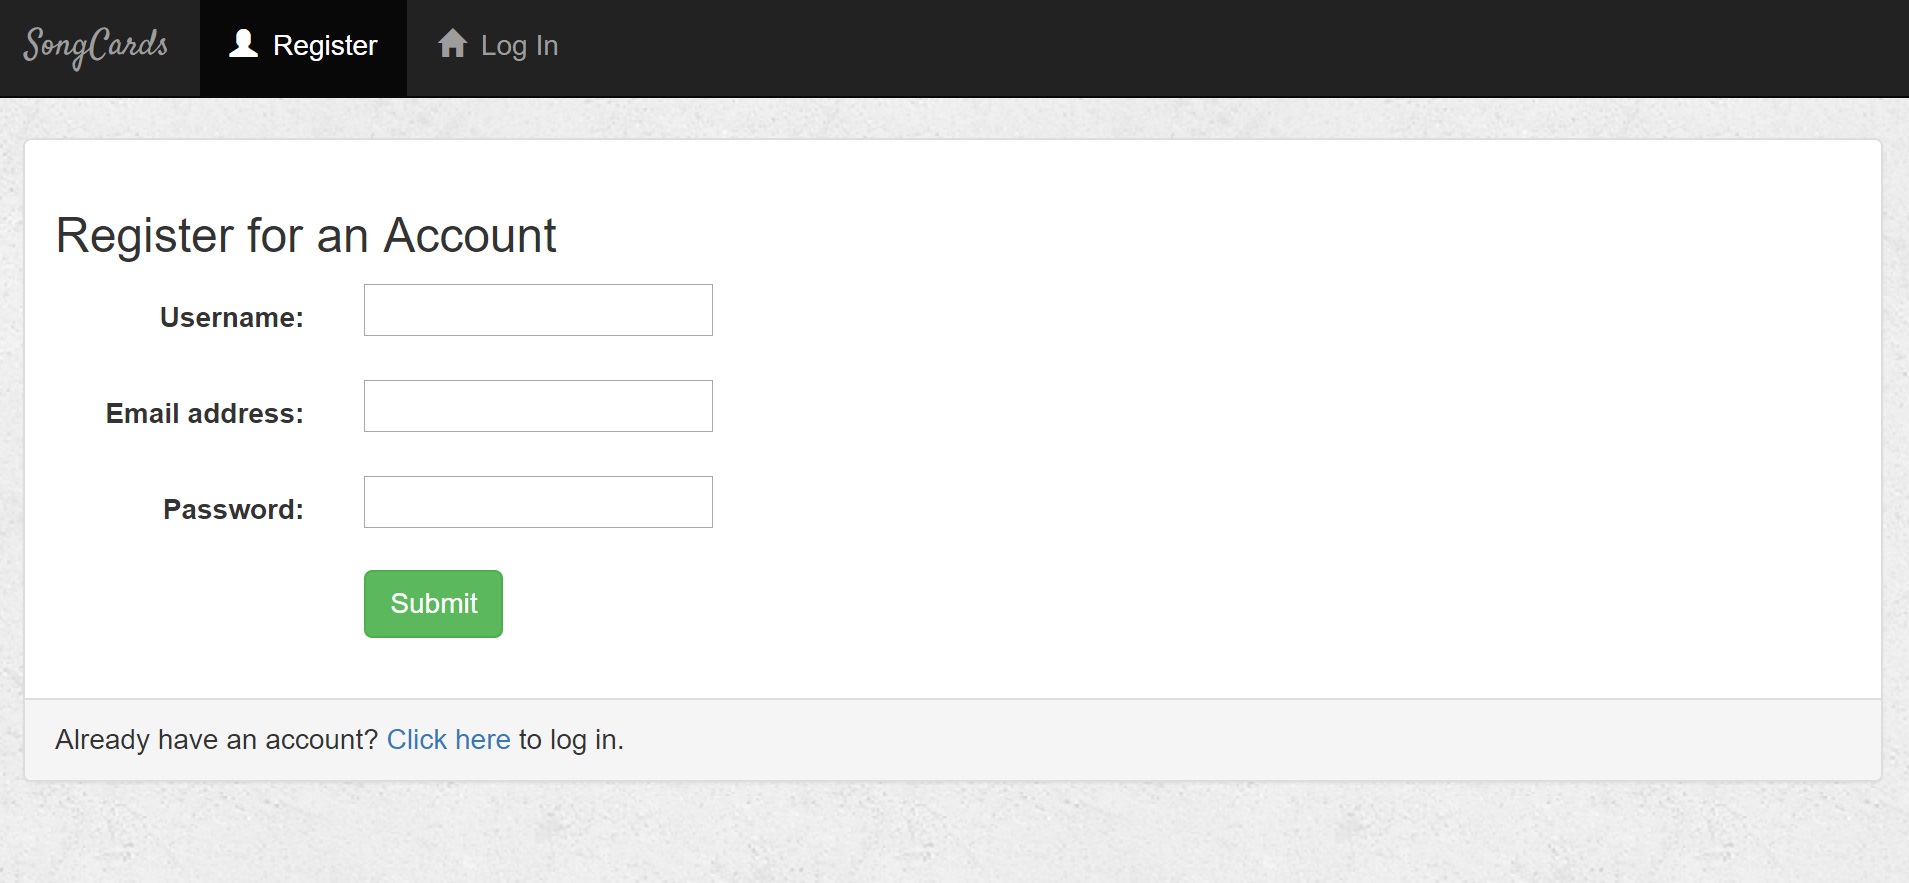 SongCards
Register
Log In
Register for an Account
Username:
Email address:
Password:
Submit
Already have an account? Click here to log in.